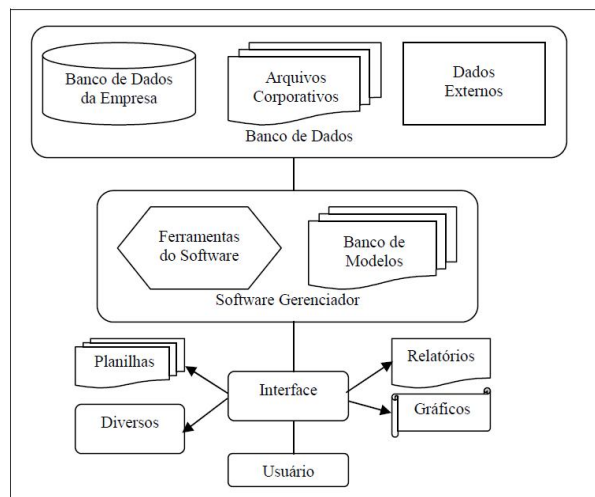 Banco de Dados
da Empresa
Arquivos
Corporativos
Dados
Externos
Banco de Dados
Ferramentas
do Software
Banco de
Modelos
Software Gerenciador
Planilhas
Relatórios
Interface
Diversos
Gráficos
Usuário